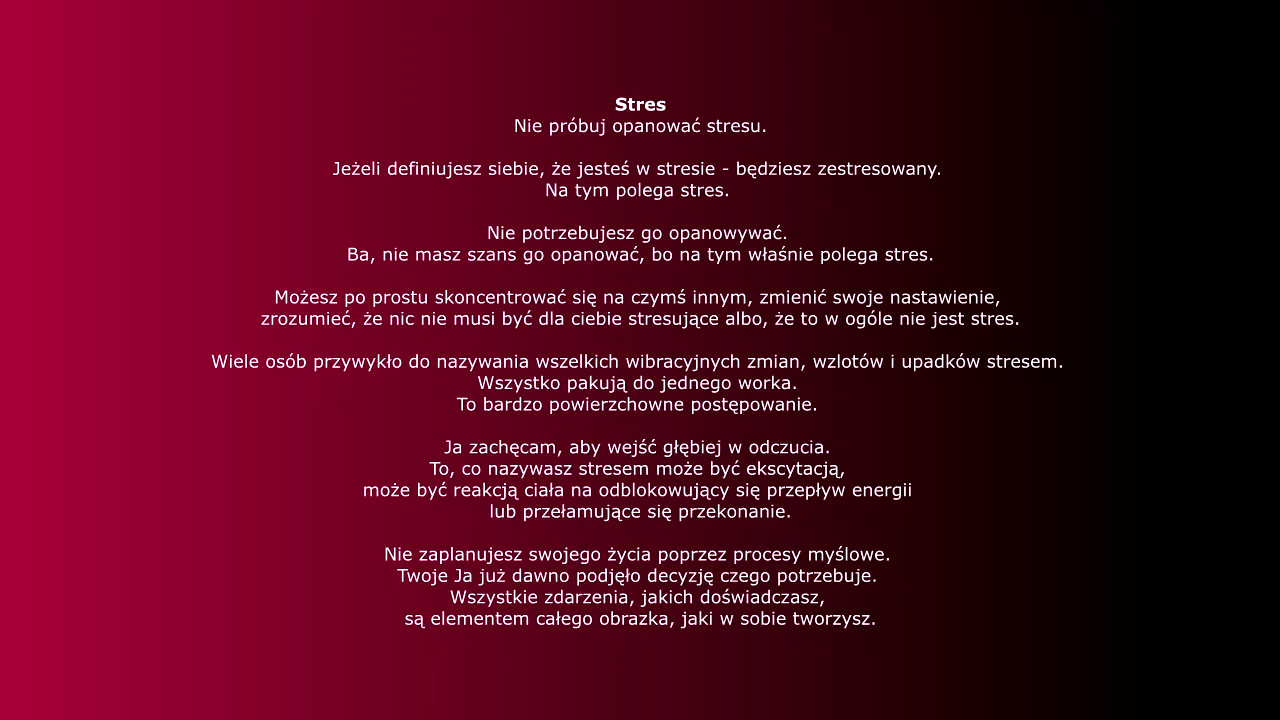 Stres
Nie próbuj opanować stresu.
Jeżeli definiujesz siebie, że jesteś w stresie - będziesz zestresowany.
Na tym polega stres.
Nie potrzebujesz go opanowywać.
Ba, nie masz szans go opanować, bo na tym właśnie polega stres.
Możesz po prostu skoncentrować się na czymś innym, zmienić swoje nastawienie,
zrozumieć, że nic nie musi być dla ciebie stresujące albo, że to w ogóle nie jest stres.
Wiele osób przywykło do nazywania wszelkich wibracyjnych zmian, wzlotów i upadków stresem.
Wszystko pakują do jednego worka.
To bardzo powierzchowne postępowanie.
Ja zachęcam, aby wejść głębiej w odczucia.
To, co nazywasz stresem może być ekscytacją,
może być reakcją ciała na odblokowujący się przepływ energii
lub przełamujące się przekonanie.
Nie zaplanujesz swojego życia poprzez procesy myślowe.
Twoje Ja już dawno podjęło decyzję czego potrzebuje.
Wszystkie zdarzenia, jakich doświadczasz,
są elementem całego obrazka, jaki w sobie tworzysz.